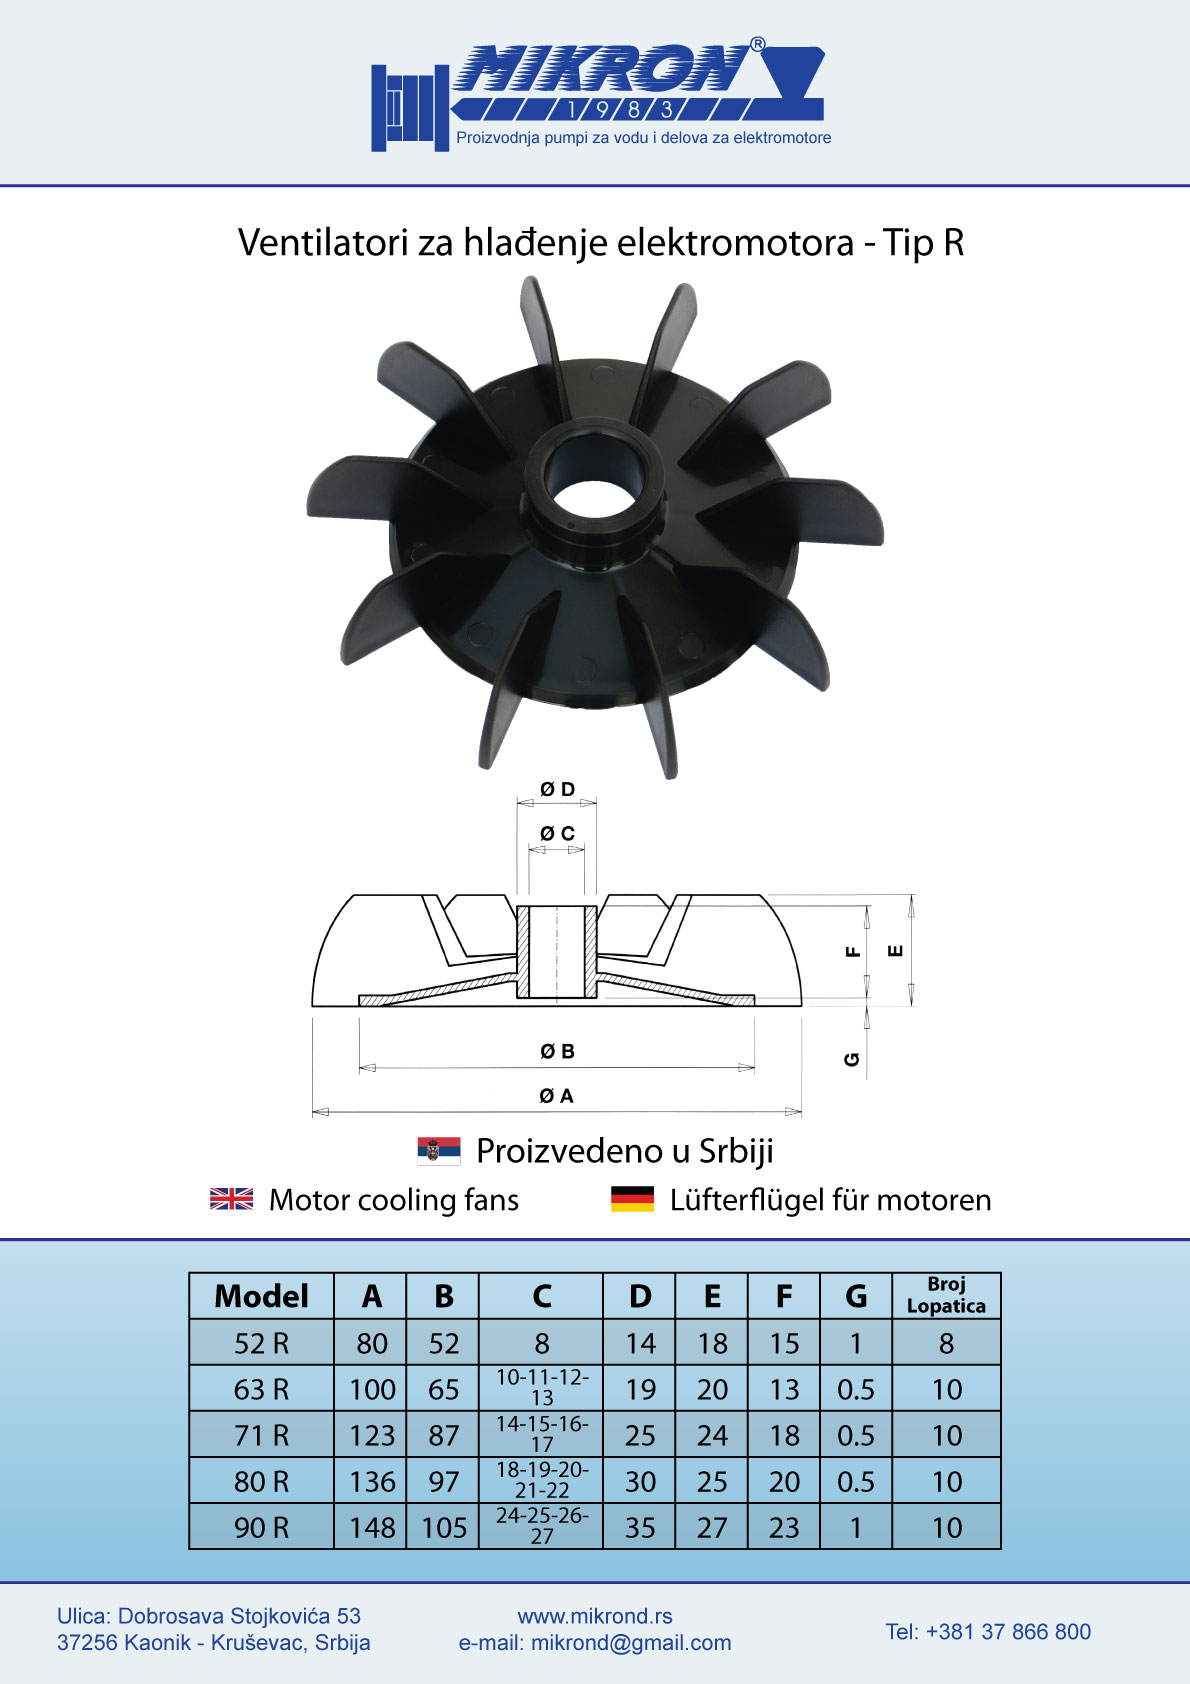 MIKRON®
1/9/8/3
Proizvodnja pumpi za vodu i delova za elektromotore
Ventilatori za hlađenje elektromotora - Tip R
Ø D
Ø C
F
E
G
Ø B
Ø A
Proizvedeno u Srbiji
Motor cooling fans
Lüfterflügel für motoren
Model A B C D E F G Broj Lopatica
52 R 80 52 8 14 18 15 1 8
63 R 100 65 10-11-12-13 19 20 13 0.5 10
71 R 123 87 14-15-16-17 25 24 18 0.5 10
80 R 136 97 18-19-20-21-22 30 25 20 0.5 10
90 R 148 105 24-25-26-27 35 27 23 1 10
Ulica: Dobrosava Stojkovića 53
37256 Kaonik - Kruševac, Srbija
www.mikrond.rs
e-mail: mikrond@gmail.com
Tel: +381 37 866 800